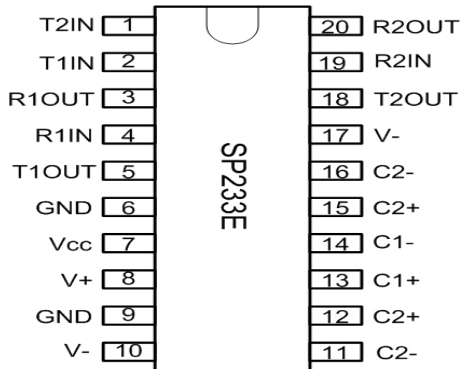 T2IN 1 20 R2OUT
T1IN 2 19 R2IN
R1OUT 3 18 T2OUT
R1IN 4 17 V-
T1OUT 5 16 C2-
GND 6 15 C2+
Vcc 7 14 C1-
V+ 8 13 C1+
GND 9 12 C2+
V- 10 11 C2-
SP233E